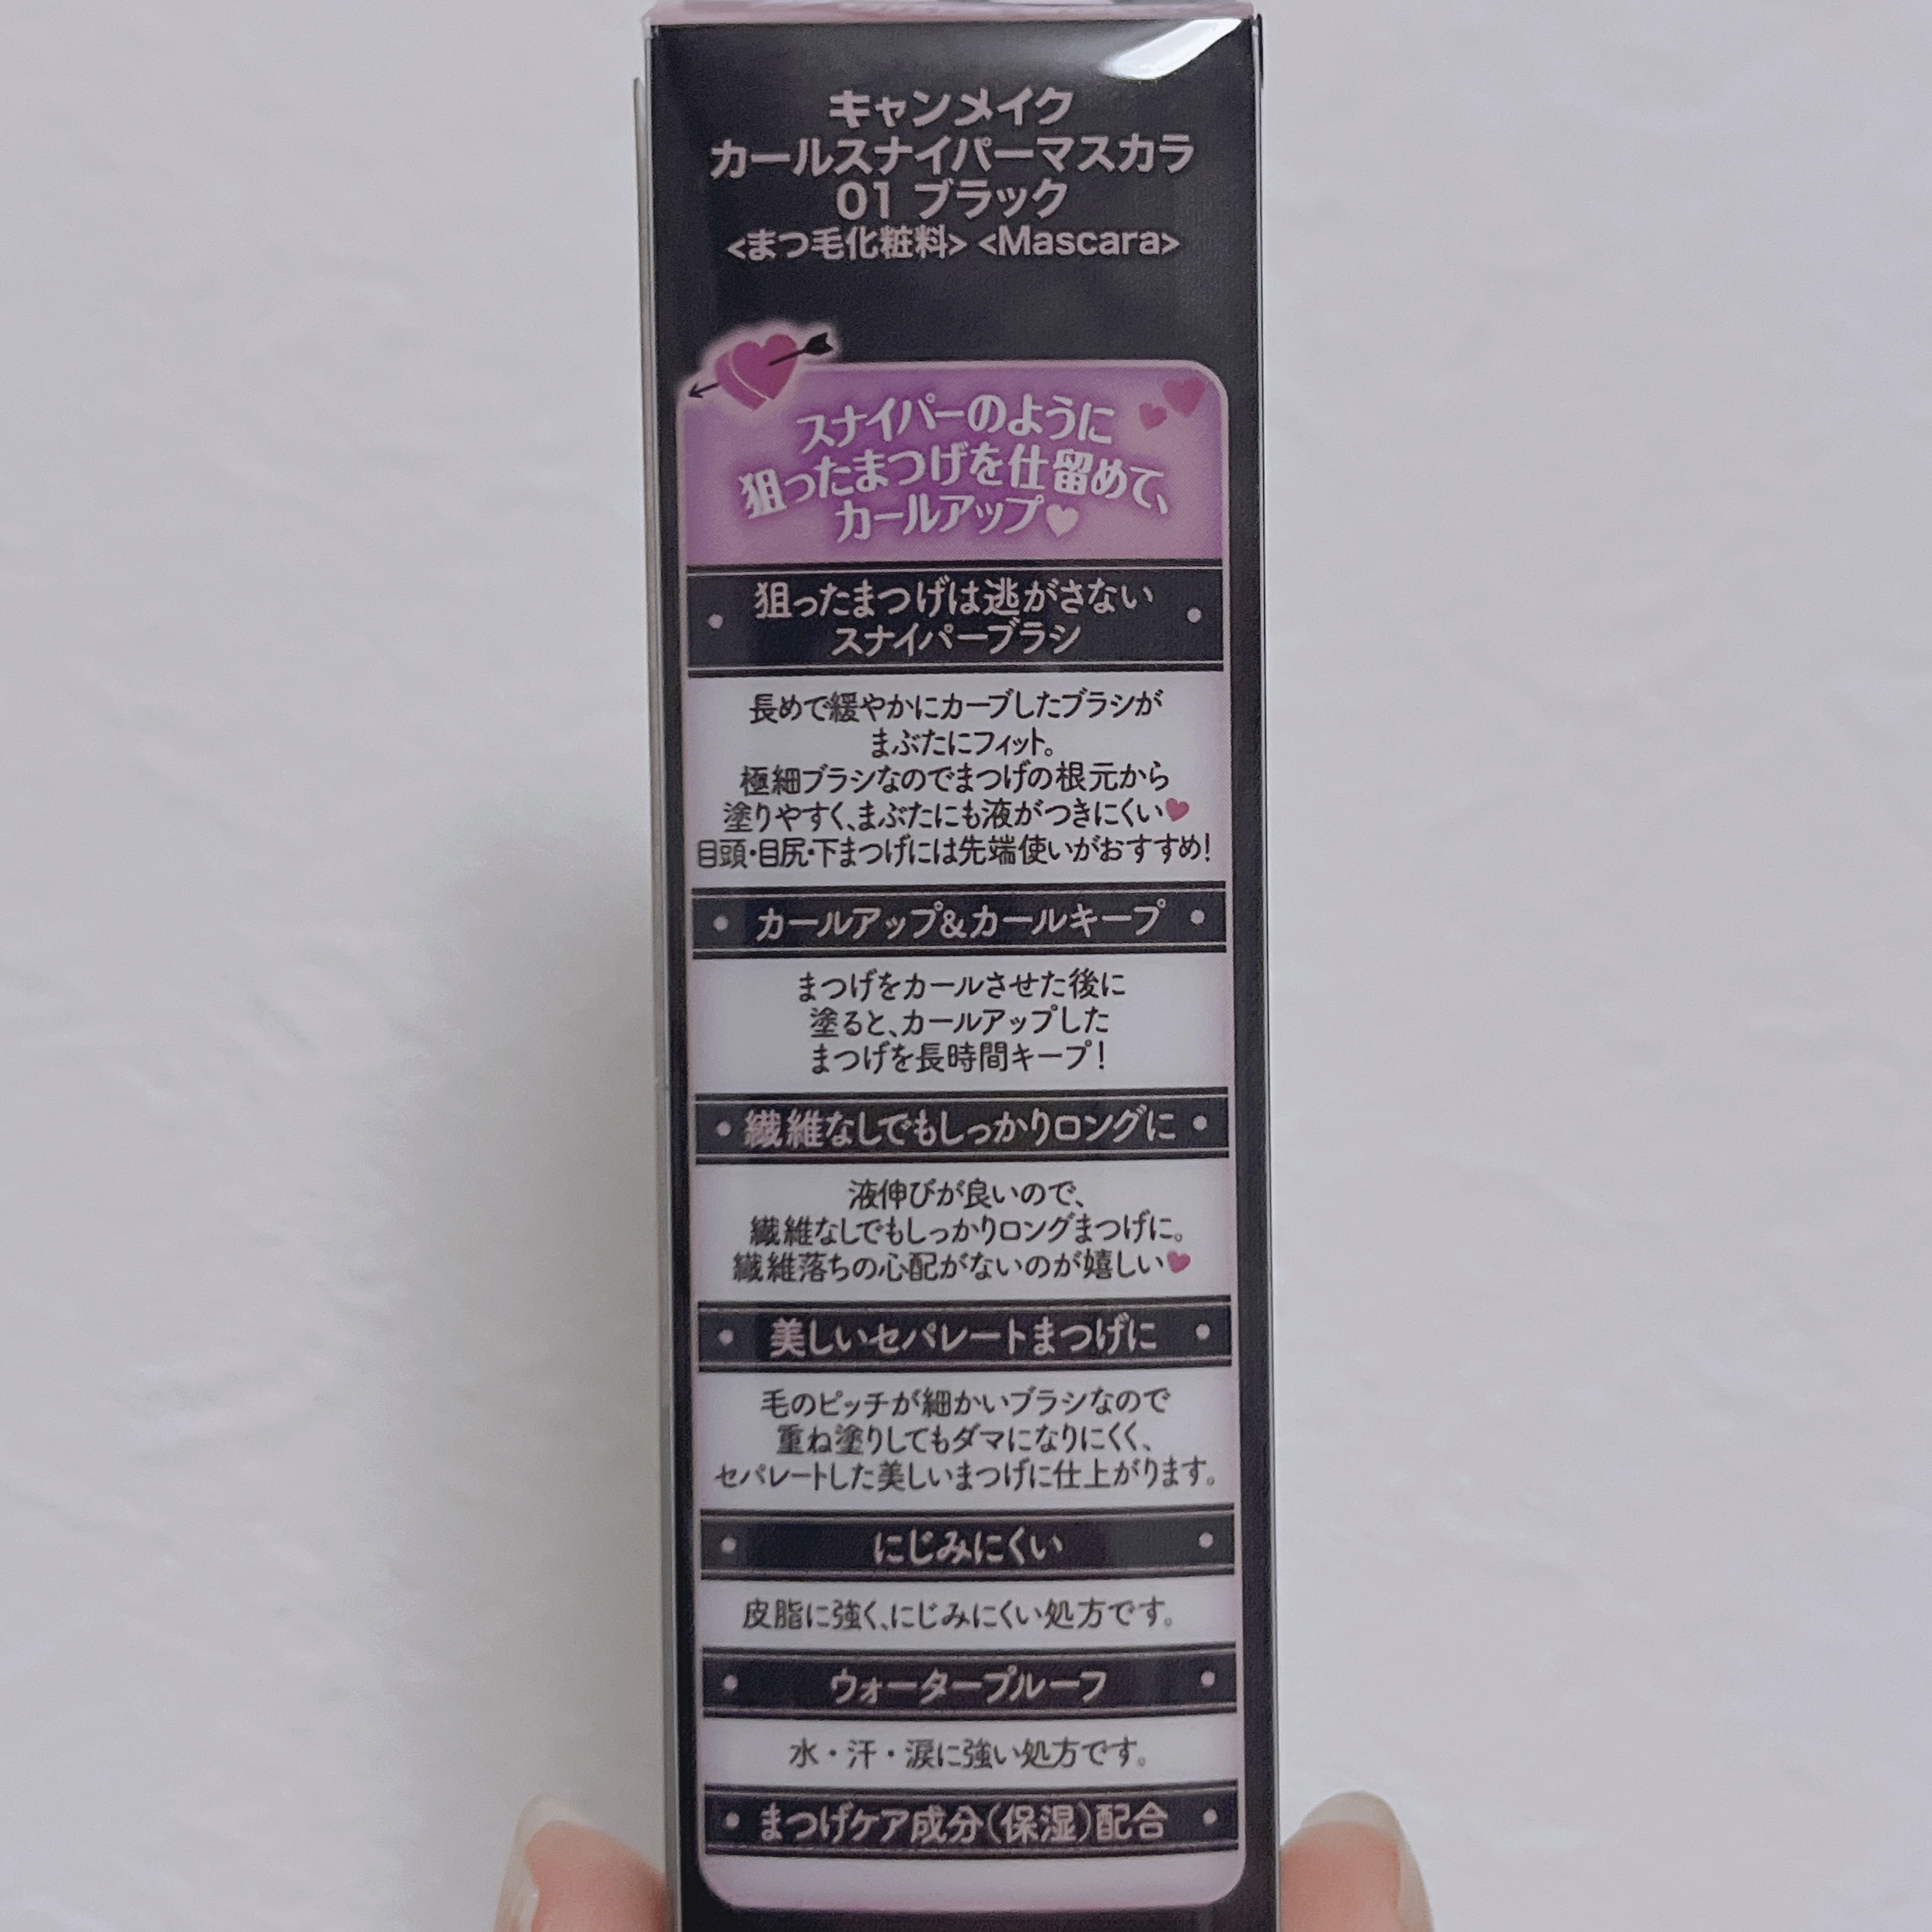 キャンメイク
カールスナイパーマスカラ
01 ブラック
<まつ毛化粧料> <Mascara>
スナイパーのように
狙ったまつげを仕留めて、
カールアップ♥
• 狙ったまつげは逃がさない •
スナイパーブラシ
長めで緩やかにカーブしたブラシが
まぶたにフィット。
極細ブラシなのでまつげの根元から
塗りやすく、まぶたにも液がつきにくい♥
目頭・目尻・下まつげには先端使いがおすすめ!
• カールアップ&カールキープ •
まつげをカールさせた後に
塗ると、カールアップした
まつげを長時間キープ!
• 繊維なしでもしっかりロングに •
液伸びが良いので、
繊維なしでもしっかりロングまつげに。
繊維落ちの心配がないのが嬉しい♥
• 美しいセパレートまつげに •
毛のピッチが細かいブラシなので
重ね塗りしてもダマになりにくく、
セパレートした美しいまつげに仕上がります。
• にじみにくい •
皮脂に強く、にじみにくい処方です。
• ウォータープルーフ •
水・汗・涙に強い処方です。
• まつげケア成分(保湿)配合 •